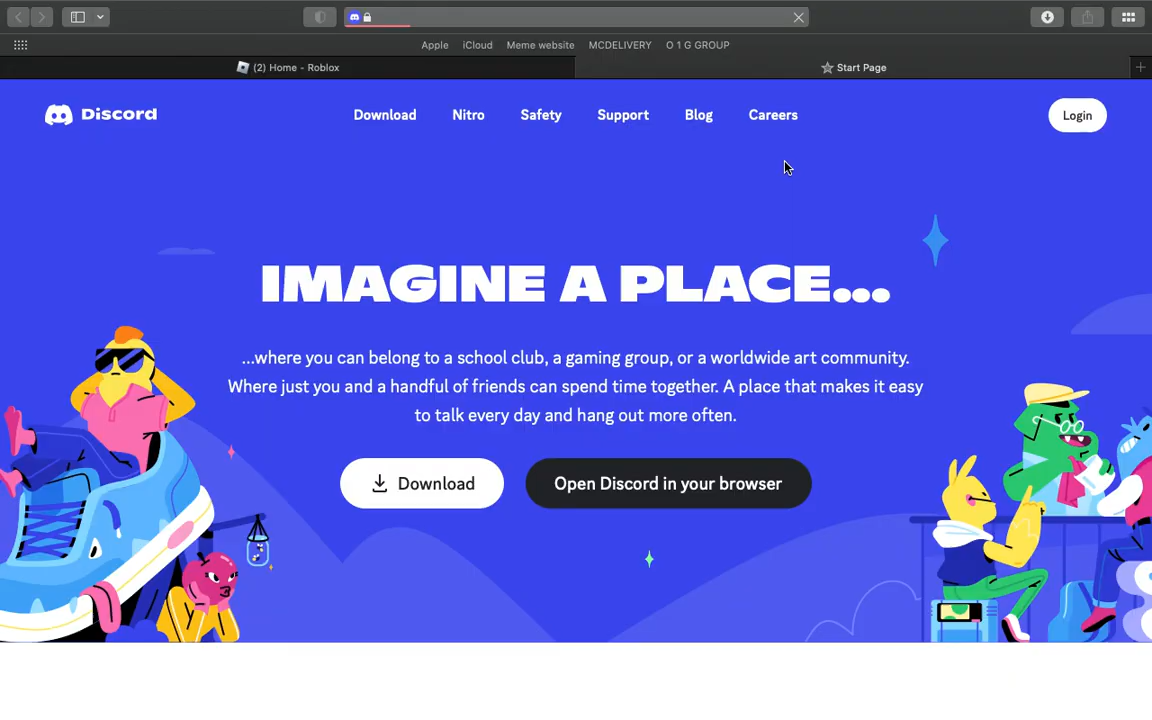 Apple iCloud Meme website MCDELIVERY O 1 G GROUP
(2) Home - Roblox
Start Page
Discord
Download Nitro Safety Support Blog Careers
Login
IMAGINE A PLACE...
...where you can belong to a school club, a gaming group, or a worldwide art community.
Where just you and a handful of friends can spend time together. A place that makes it easy
to talk every day and hang out more often.
Download
Open Discord in your browser